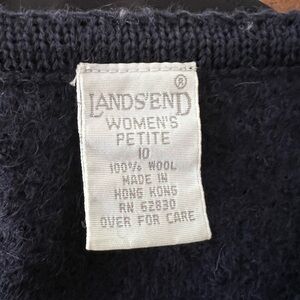 ®
LANDS'END
WOMEN'S
PETITE
10
100% WOOL
MADE IN
HONG KONG
RN 62830
OVER FOR CARE